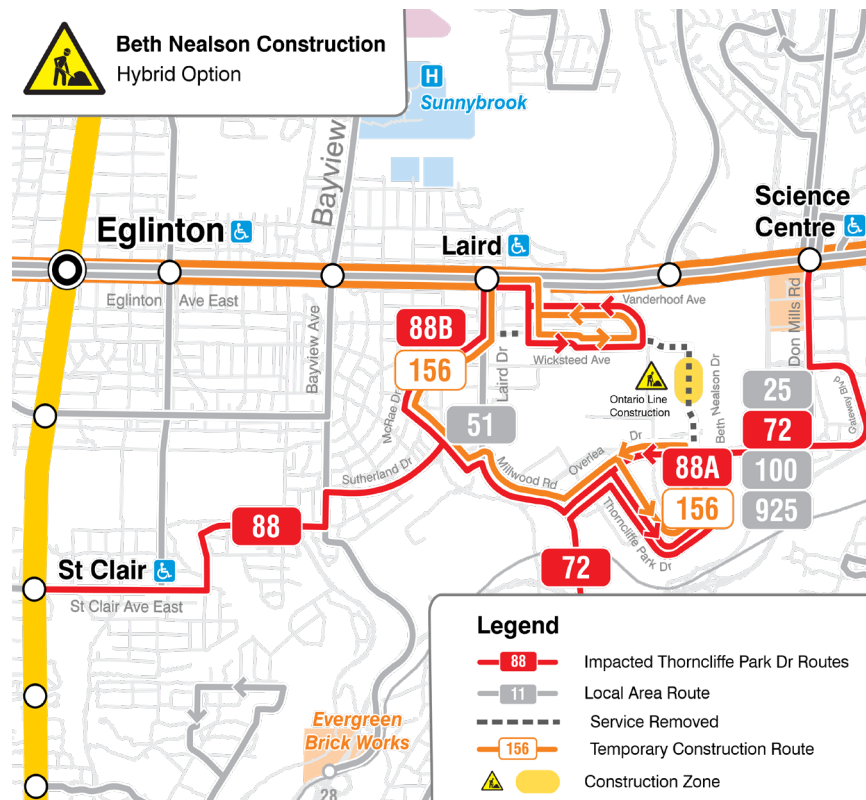 Beth Nealson Construction
Hybrid Option
H
Sunnybrook
Bayview
Science
Centre
Eglinton
Laird
Eglinton Ave East
Vanderhoof Ave
Don Mills Rd
88B
156
Bayview Ave
Laird Dr
Wicksteed Ave
McRae Dr
Ontario Line
Construction
Beth Nealson Dr
25
Gateway Blvd
51
72
Overlea Dr
88A
100
Sutherland Dr
Millwood Rd
156
925
88
Thorncliffe Park Dr
St Clair
72
St Clair Ave East
Legend
88 Impacted Thorncliffe Park Dr Routes
11 Local Area Route
Service Removed
156 Temporary Construction Route
Construction Zone
Evergreen
Brick Works
28